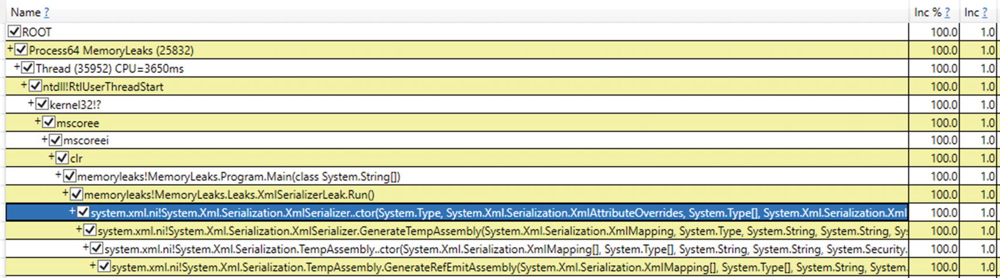 Name ? Inc % ? Inc ?
ROOT 100.0 1.0
+ Process64 MemoryLeaks (25832) 100.0 1.0
+ Thread (35952) CPU=3650ms 100.0 1.0
+ ntdll!RtlUserThreadStart 100.0 1.0
+ kernel32!? 100.0 1.0
+ mscoree 100.0 1.0
+ mscoreei 100.0 1.0
+ clr 100.0 1.0
+ memoryleaks!MemoryLeaks.Program.Main(class System.String[]) 100.0 1.0
+ memoryleaks!MemoryLeaks.Leaks.XmlSerializerLeak.Run() 100.0 1.0
+ system.xml.ni!System.Xml.Serialization.XmlSerializer..ctor(System.Type, System.Xml.Serialization.XmlAttributeOverrides, System.Type[], System.Xml.Serialization.Xml 100.0 1.0
+ system.xml.ni!System.Xml.Serialization.XmlSerializer.GenerateTempAssembly(System.Xml.Serialization.XmlMapping, System.Type, System.String, System.String, Sys 100.0 1.0
+ system.xml.ni!System.Xml.Serialization.TempAssembly..ctor(System.Xml.Serialization.XmlMapping[], System.Type[], System.String, System.String, System.Security. 100.0 1.0
+ system.xml.ni!System.Xml.Serialization.TempAssembly.GenerateRefEmitAssembly(System.Xml.Serialization.XmlMapping[], System.Type[], System.String, System. 100.0 1.0